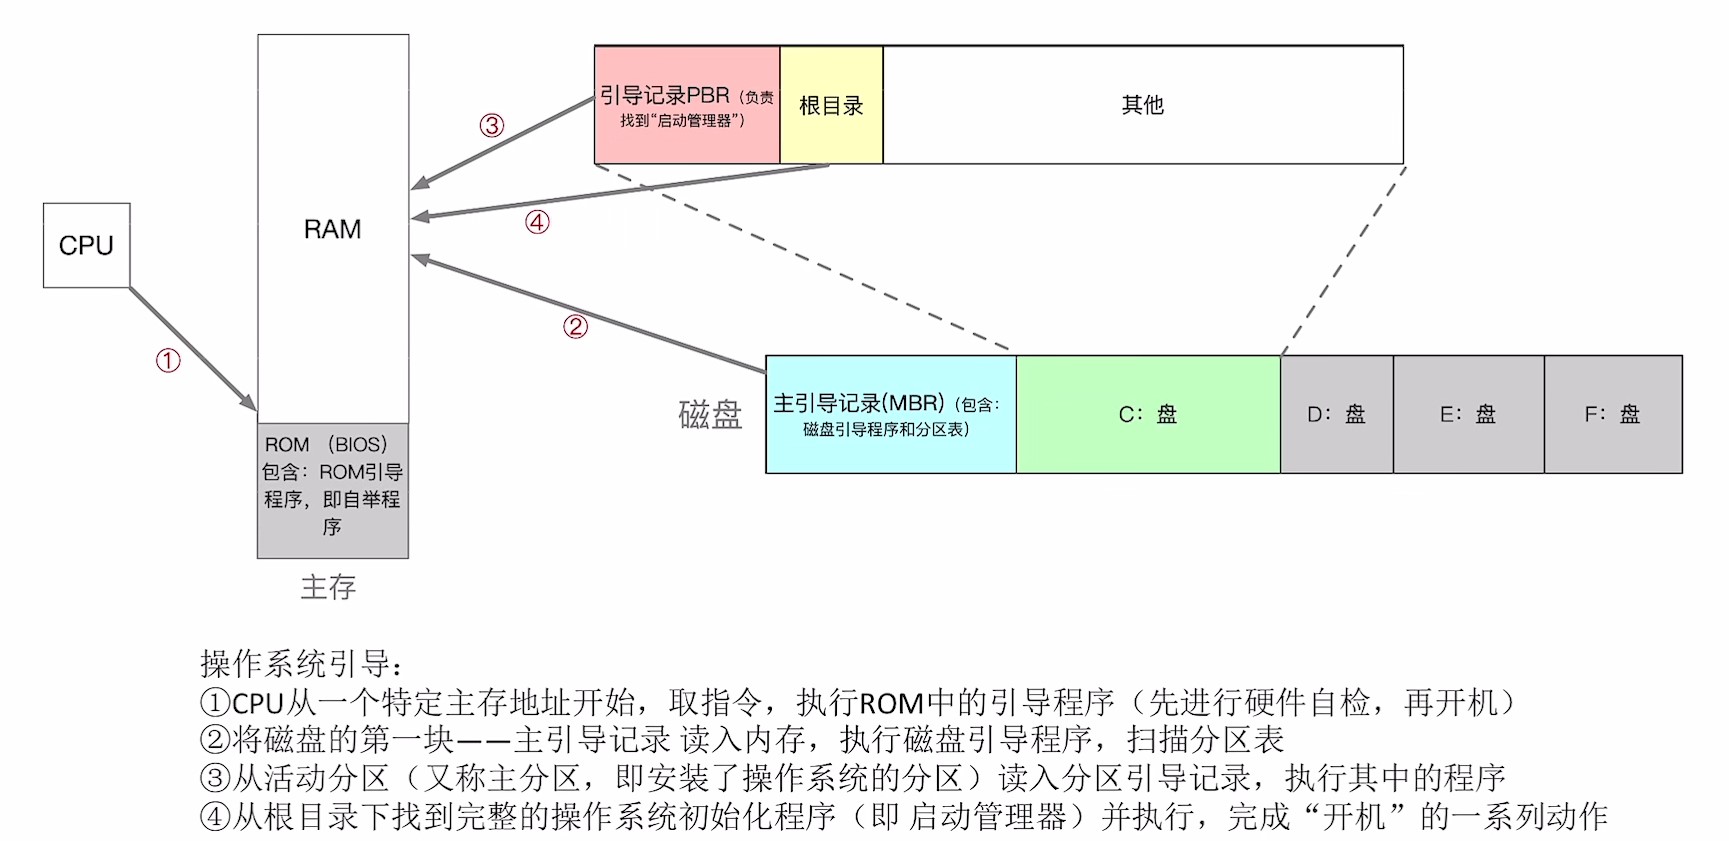 引导记录PBR（负责
找到“启动管理器”）
根目录
其他
③
④
RAM
CPU
②
①
磁盘
主引导记录(MBR)（包含：
磁盘引导程序和分区表）
C：盘
D：盘
E：盘
F：盘
ROM （BIOS）
包含：ROM引导
程序，即自举程
序
主存
操作系统引导：
①CPU从一个特定主存地址开始，取指令，执行ROM中的引导程序（先进行硬件自检，再开机）
②将磁盘的第一块——主引导记录 读入内存，执行磁盘引导程序，扫描分区表
③从活动分区（又称主分区，即安装了操作系统的分区）读入分区引导记录，执行其中的程序
④从根目录下找到完整的操作系统初始化程序（即 启动管理器）并执行，完成“开机”的一系列动作